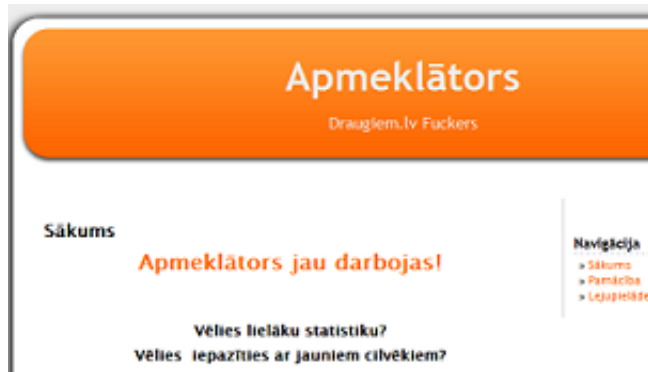 Apmeklātors
Draugiem.lv Fuckers
Sākums
Apmeklātors jau darbojas!
Vēlies lielāku statistiku?
Vēlies iepazīties ar jauniem cilvēkiem?
Navigācija
» Sākums
» Pamācība
» Lejupielāde